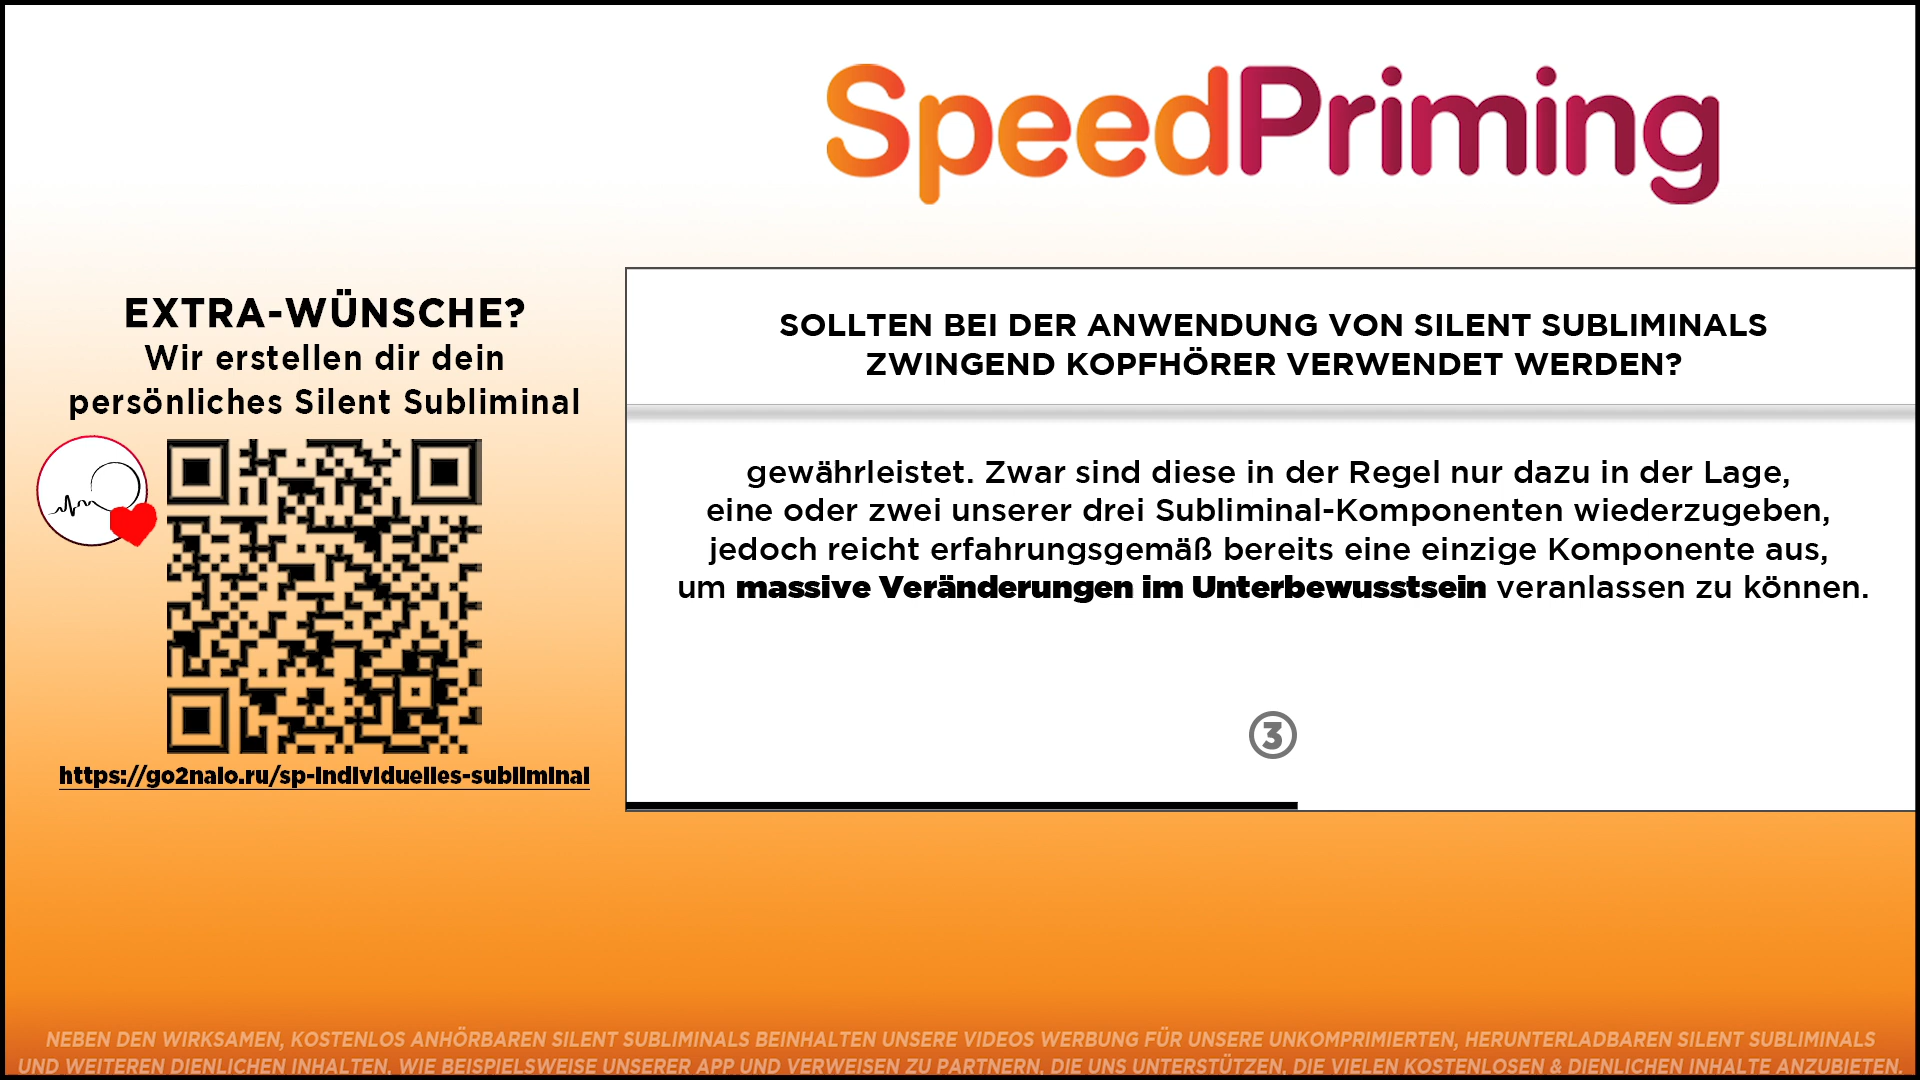 SpeedPriming
EXTRA-WÜNSCHE?
Wir erstellen dir dein
persönliches Silent Subliminal
https://go2nalo.ru/sp-individuelles-subliminal
SOLLTEN BEI DER ANWENDUNG VON SILENT SUBLIMINALS
ZWINGEND KOPFHÖRER VERWENDET WERDEN?
gewährleistet. Zwar sind diese in der Regel nur dazu in der Lage,
eine oder zwei unserer drei Subliminal-Komponenten wiederzugeben,
jedoch reicht erfahrungsgemäß bereits eine einzige Komponente aus,
um massive Veränderungen im Unterbewusstsein veranlassen zu können.
3
NEBEN DEN WIRKSAMEN, KOSTENLOS ANHÖRBAREN SILENT SUBLIMINALS BEINHALTEN UNSERE VIDEOS WERBUNG FÜR UNSERE UNKOMPRIMIERTEN, HERUNTERLADBAREN SILENT SUBLIMINALS
UND WEITEREN DIENLICHEN INHALTEN, WIE BEISPIELSWEISE UNSERER APP UND VERWEISEN ZU PARTNERN, DIE UNS UNTERSTÜTZEN, DIE VIELEN KOSTENLOSEN & DIENLICHEN INHALTE ANZUBIETEN.